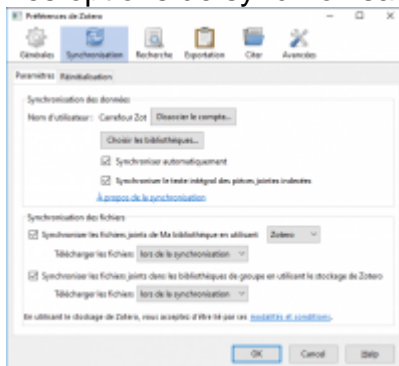 Préférences de Zotero
Générales Synchronisation Recherche Exportation Citer Avancées
Paramètres Réinitialisation
Synchronisation des données
Nom d'utilisateur : Carrefour Zot Dissocier le compte...
Choisir les bibliothèques...
Synchroniser automatiquement
Synchroniser le texte intégral des pièces jointes indexées
À propos de la synchronisation
Synchronisation des fichiers
Synchroniser les fichiers joints de Ma bibliothèque en utilisant Zotero
Télécharger les fichiers lors de la synchronisation
Synchroniser les fichiers joints dans les bibliothèques de groupe en utilisant le stockage de Zotero
Télécharger les fichiers lors de la synchronisation
En utilisant le stockage de Zotero, vous acceptez d'être lié par ses modalités et conditions.
OK Cancel Help